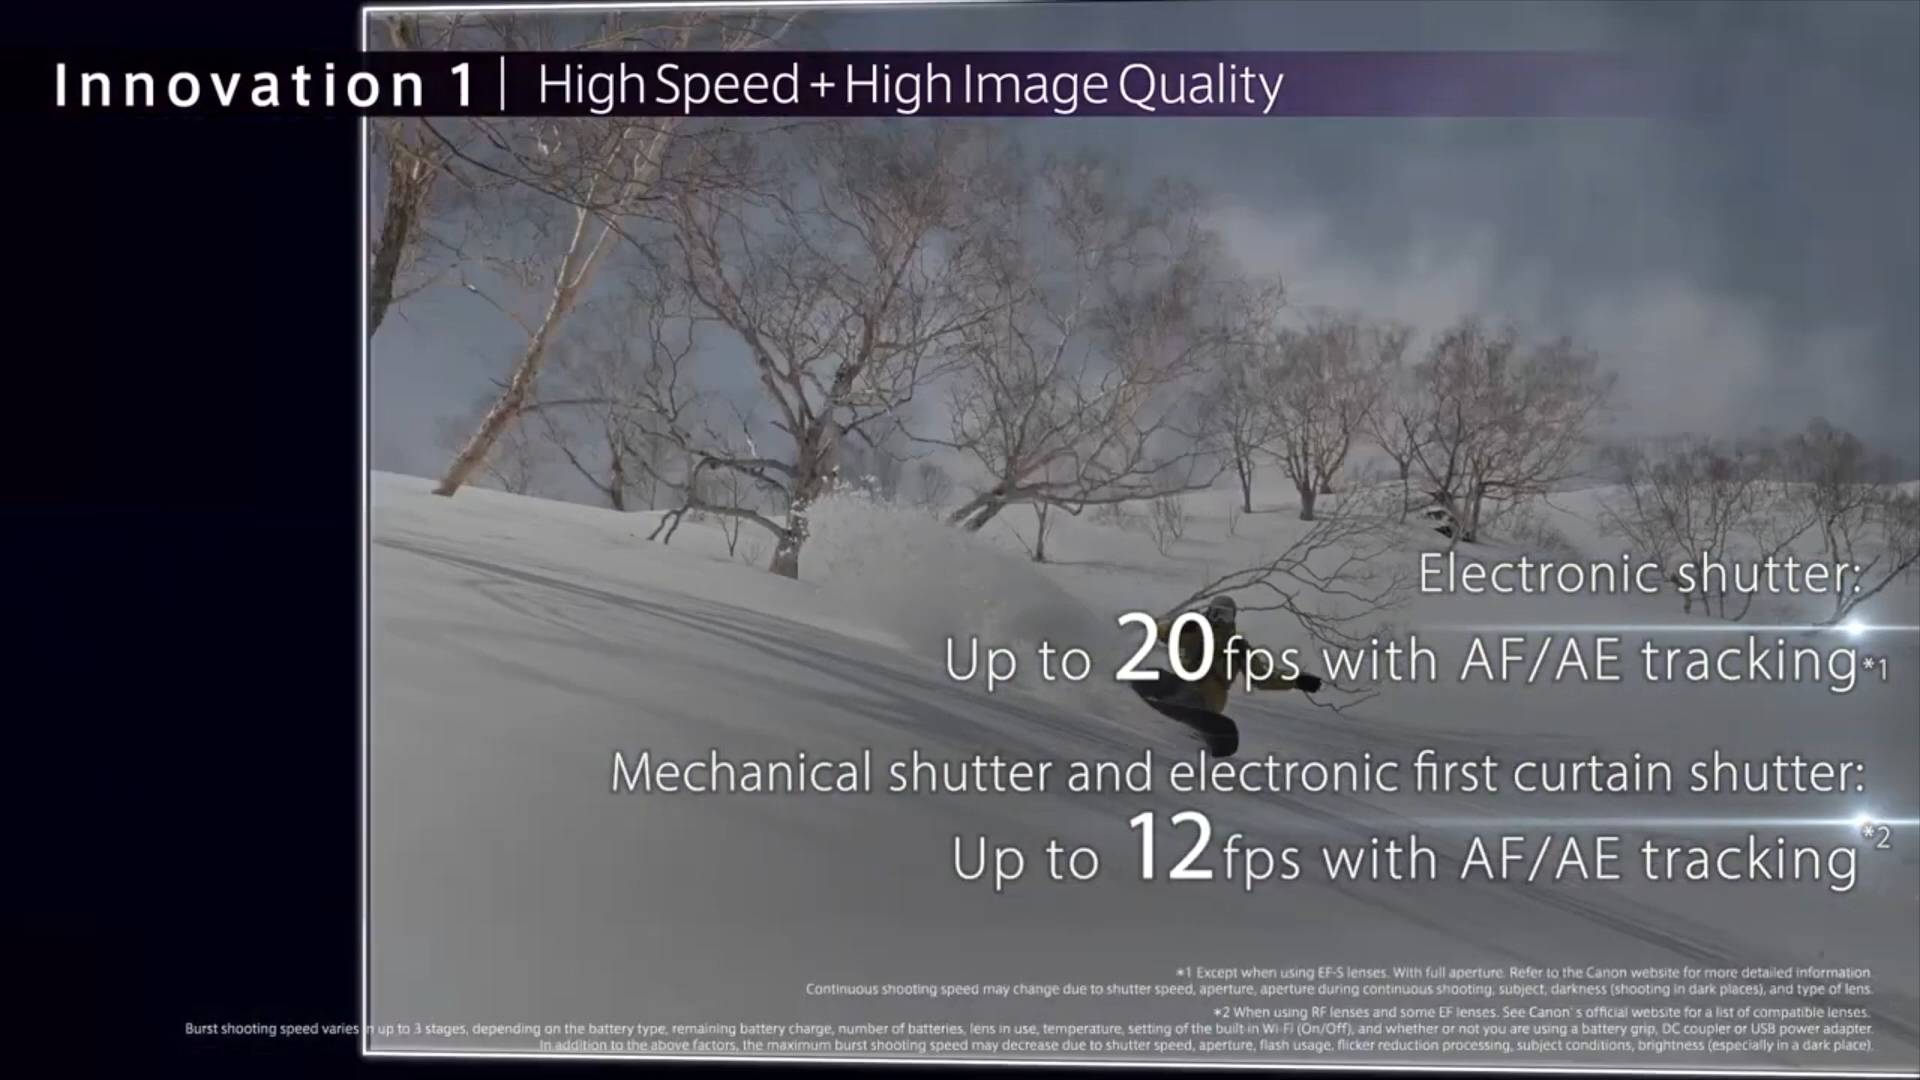 Innovation 1 | High Speed + High Image Quality
Electronic shutter:
Up to 20fps with AF/AE tracking*1
Mechanical shutter and electronic first curtain shutter:
Up to 12fps with AF/AE tracking*2
*1 Except when using EF-S lenses. With full aperture. Refer to the Canon website for more detailed information.
Continuous shooting speed may change due to shutter speed, aperture, aperture during continuous shooting, subject, darkness (shooting in dark places), and type of lens.
*2 When using RF lenses and some EF lenses. See Canon's official website for a list of compatible lenses.
Burst shooting speed varies in up to 3 stages, depending on the battery type, remaining battery charge, number of batteries, lens in use, temperature, setting of the built-in Wi-Fi (On/Off), and whether or not you are using a battery grip, DC coupler or USB power adapter.
In addition to the above factors, the maximum burst shooting speed may decrease due to shutter speed, aperture, flash usage, flicker reduction processing, subject conditions, brightness (especially in a dark place).